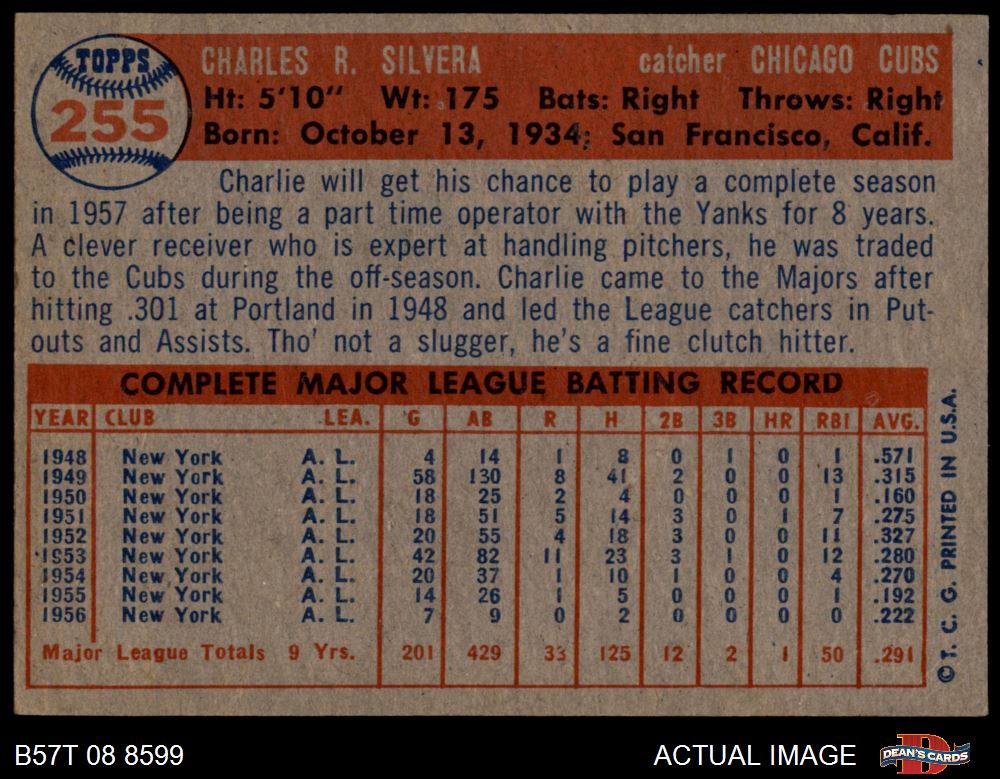 TOPPS
255
CHARLES R. SILVERA catcher CHICAGO CUBS
Ht: 5'10" Wt: 175 Bats: Right Throws: Right
Born: October 13, 1934; San Francisco, Calif.
Charlie will get his chance to play a complete season
in 1957 after being a part time operator with the Yanks for 8 years.
A clever receiver who is expert at handling pitchers, he was traded
to the Cubs during the off-season. Charlie came to the Majors after
hitting .301 at Portland in 1948 and led the League catchers in Put-
outs and Assists. Tho' not a slugger, he's a fine clutch hitter.
COMPLETE MAJOR LEAGUE BATTING RECORD
YEAR CLUB LEA. G AB R H 2B 3B HR RBI AVG.
1948 New York A. L. 4 14 1 8 0 1 0 1 .571
1949 New York A. L. 58 130 8 41 2 0 0 13 .315
1950 New York A. L. 18 25 2 4 0 0 0 1 .160
1951 New York A. L. 18 51 5 14 3 0 1 7 .275
1952 New York A. L. 20 55 4 18 3 0 0 11 .327
1953 New York A. L. 42 82 11 23 3 1 0 12 .280
1954 New York A. L. 20 37 1 10 1 0 0 4 .270
1955 New York A. L. 14 26 1 5 0 0 0 1 .192
1956 New York A. L. 7 9 0 2 0 0 0 0 .222
Major League Totals 9 Yrs. 201 429 33 125 12 2 1 50 .291
©T. C. G. PRINTED IN U.S.A.
B57T 08 8599 ACTUAL IMAGE
DEAN'S CARDS